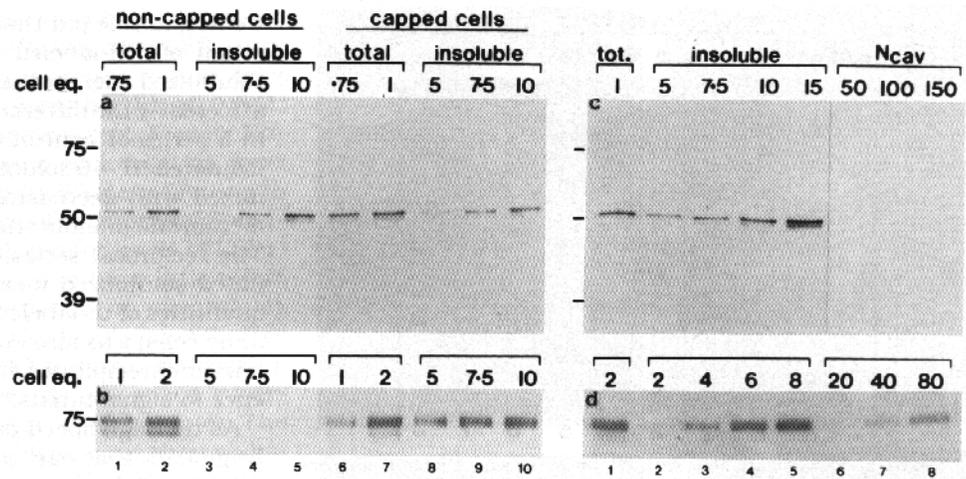 non-capped cells capped cells
total insoluble total insoluble tot. insoluble Ncav
cell eq. ·75 1 5 7·5 10 ·75 1 5 7·5 10 1 5 7·5 10 15 50 100 150
a c
75-
50-
39-
cell eq. 1 2 5 7·5 10 1 2 5 7·5 10 2 2 4 6 8 20 40 80
b d
75-
1 2 3 4 5 6 7 8 9 10 1 2 3 4 5 6 7 8